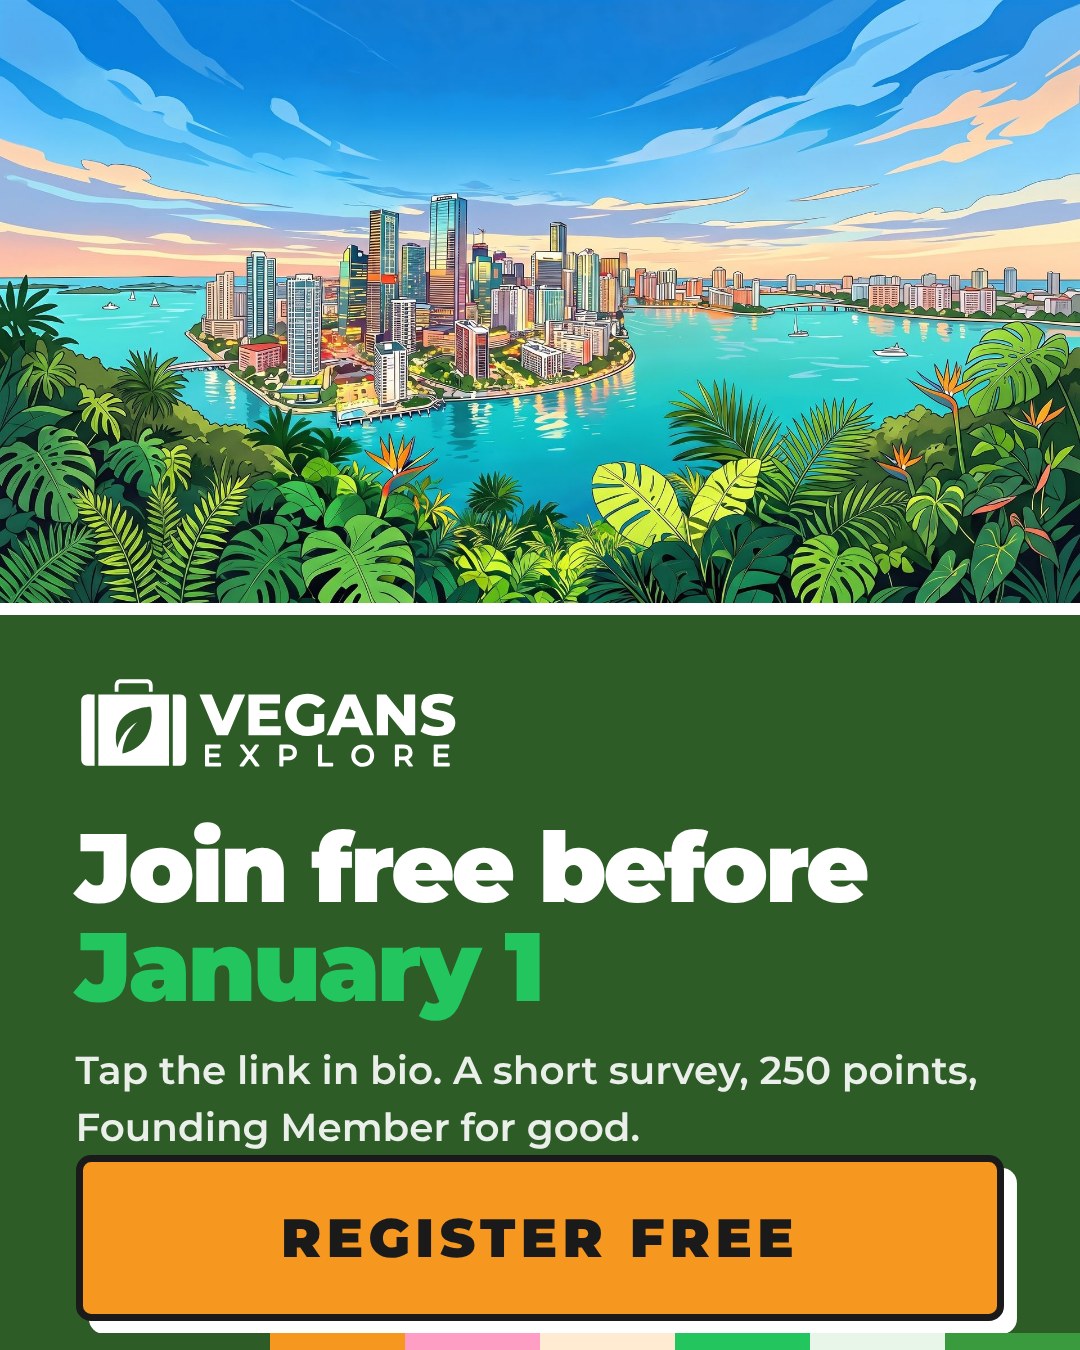 VEGANS
EXPLORE
Join free before
January 1
Tap the link in bio. A short survey, 250 points,
Founding Member for good.
REGISTER FREE